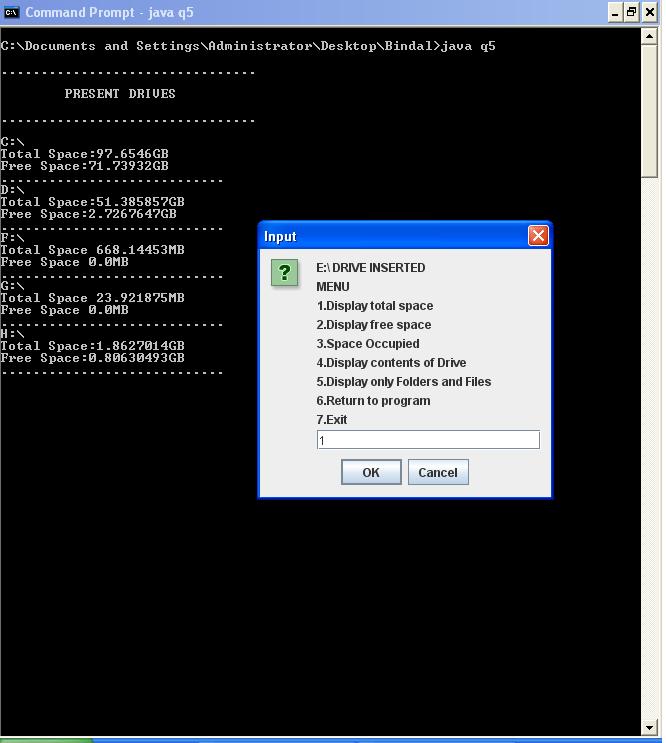 Command Prompt - java q5
C:\Documents and Settings\Administrator\Desktop\Bindal>java q5
--------------------------------
PRESENT DRIVES
--------------------------------
C:\
Total Space:97.6546GB
Free Space:71.73932GB
----------------------------
D:\
Total Space:51.385857GB
Free Space:2.7267647GB
----------------------------
F:\
Total Space 668.14453MB
Free Space 0.0MB
----------------------------
G:\
Total Space 23.921875MB
Free Space 0.0MB
----------------------------
H:\
Total Space:1.8627014GB
Free Space:0.80630493GB
----------------------------
Input
?
E:\ DRIVE INSERTED
MENU
1.Display total space
2.Display free space
3.Space Occupied
4.Display contents of Drive
5.Display only Folders and Files
6.Return to program
7.Exit
1
OK
Cancel